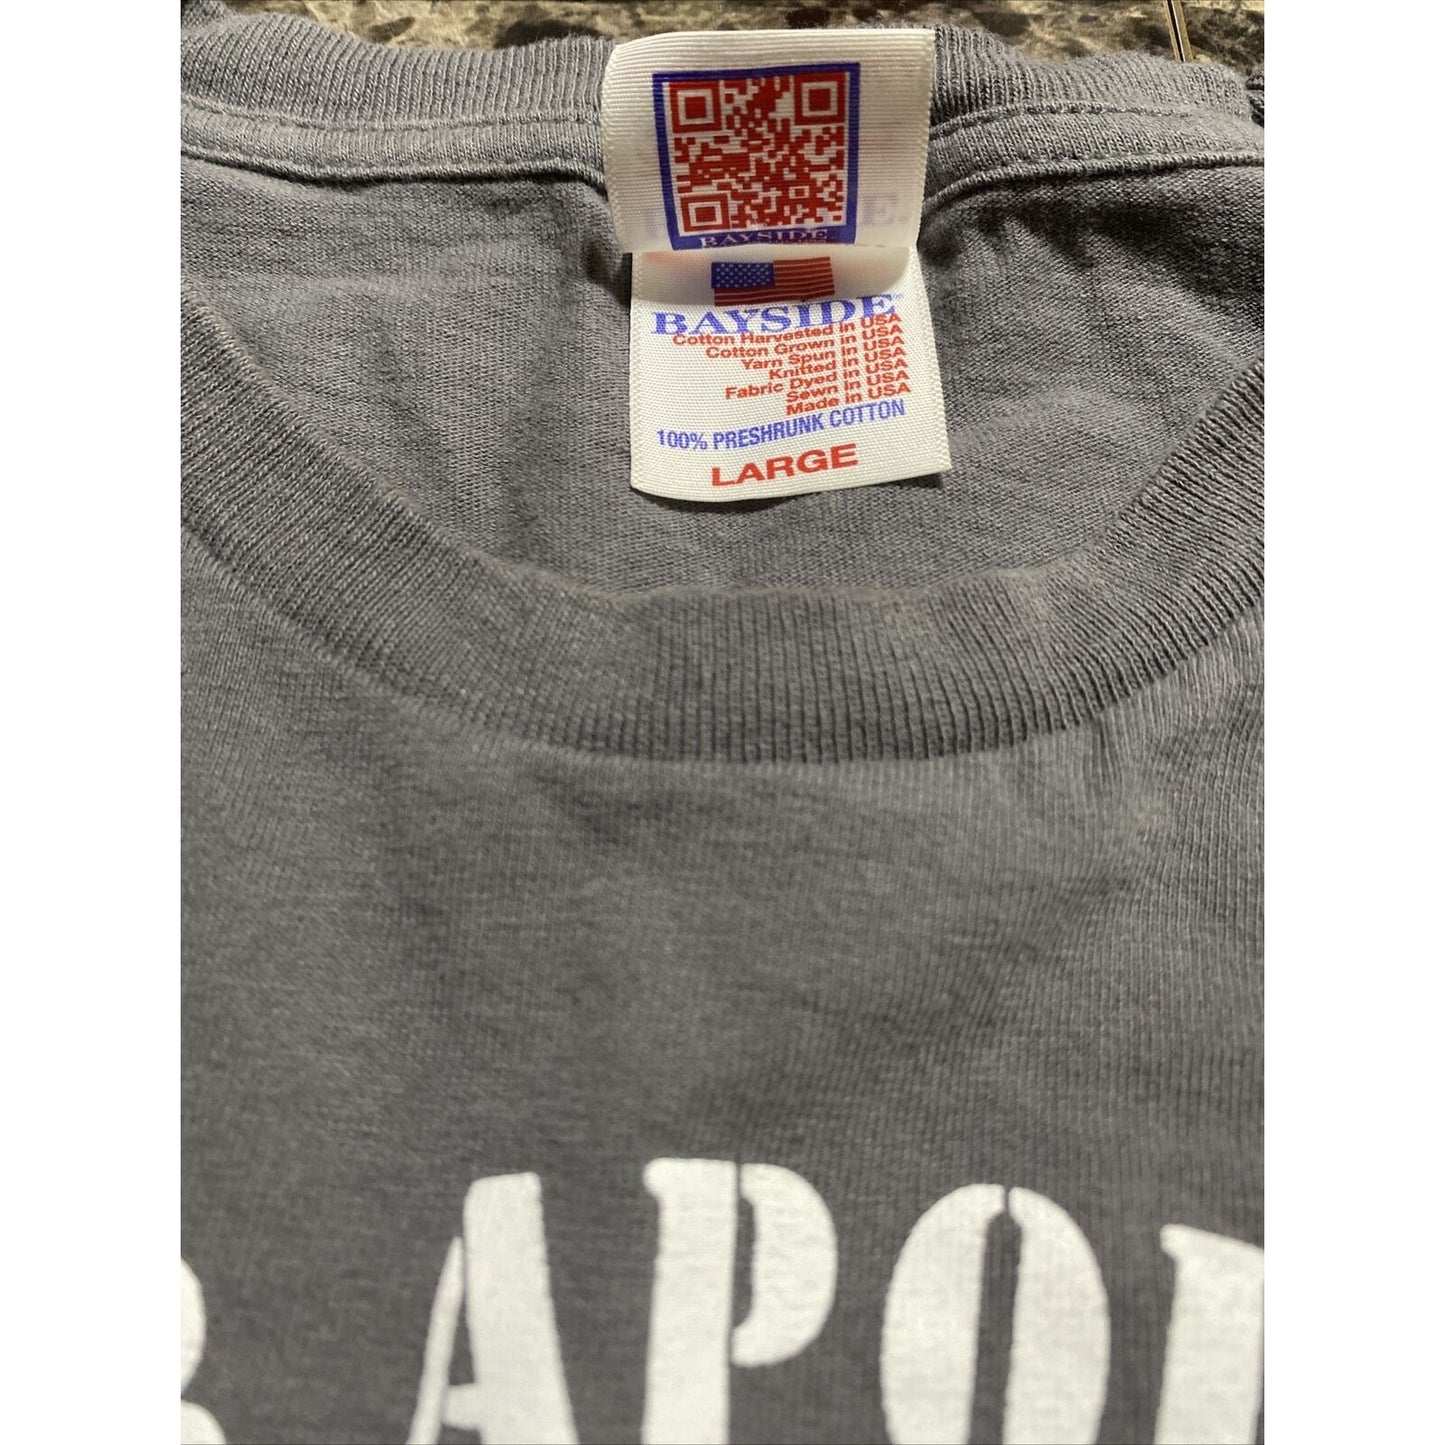 BAYSIDE
BAYSIDE
Cotton Harvested in USA
Cotton Grown in USA
Yarn Spun in USA
Knitted in USA
Fabric Dyed in USA
Sewn in USA
Made in USA
100% PRESHRUNK COTTON
LARGE
APO